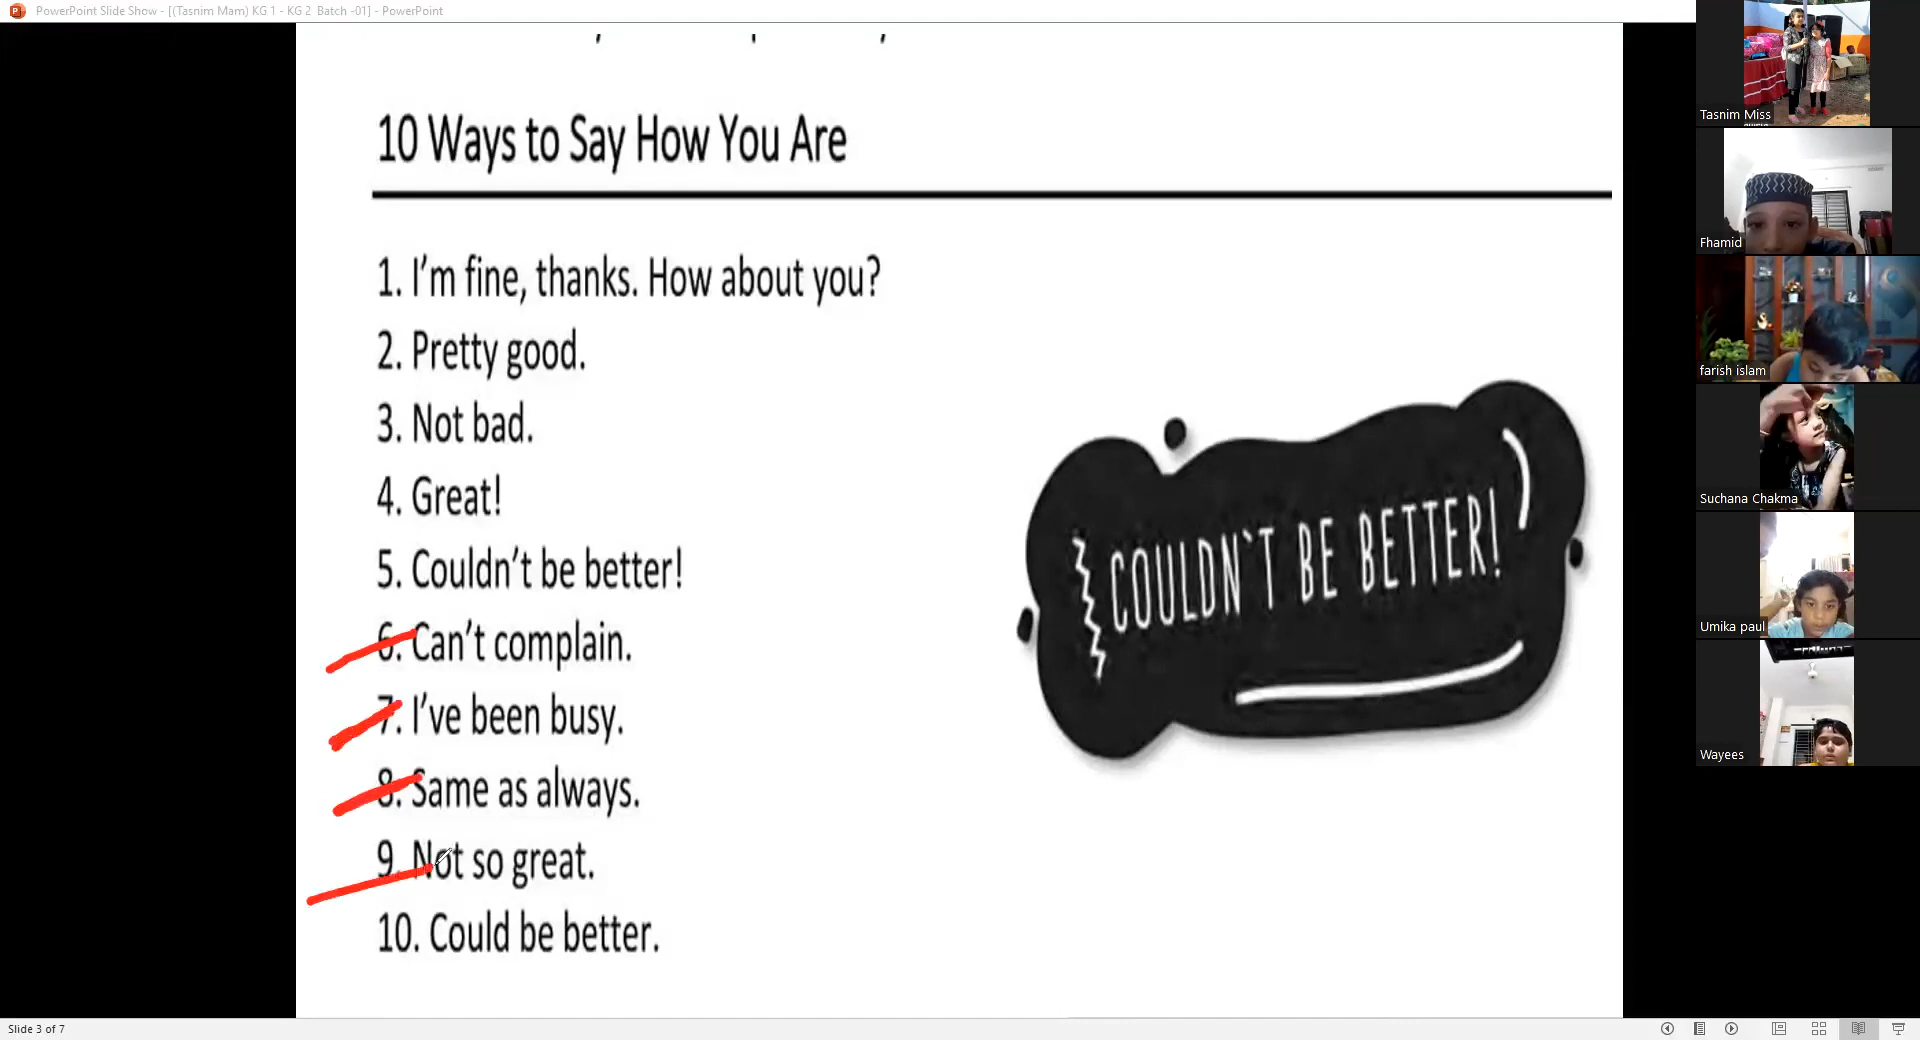 PowerPoint Slide Show - [(Tasnim Mam) KG 1 - KG 2 Batch -01] - PowerPoint
10 Ways to Say How You Are
1. I'm fine, thanks. How about you?
2. Pretty good.
3. Not bad.
4. Great!
5. Couldn't be better!
6. Can't complain.
7. I've been busy.
8. Same as always.
9. Not so great.
10. Could be better.
COULDN`T BE BETTER!
Tasnim Miss
Fhamid
farish islam
Suchana Chakma
Umika paul
Wayees
Slide 3 of 7